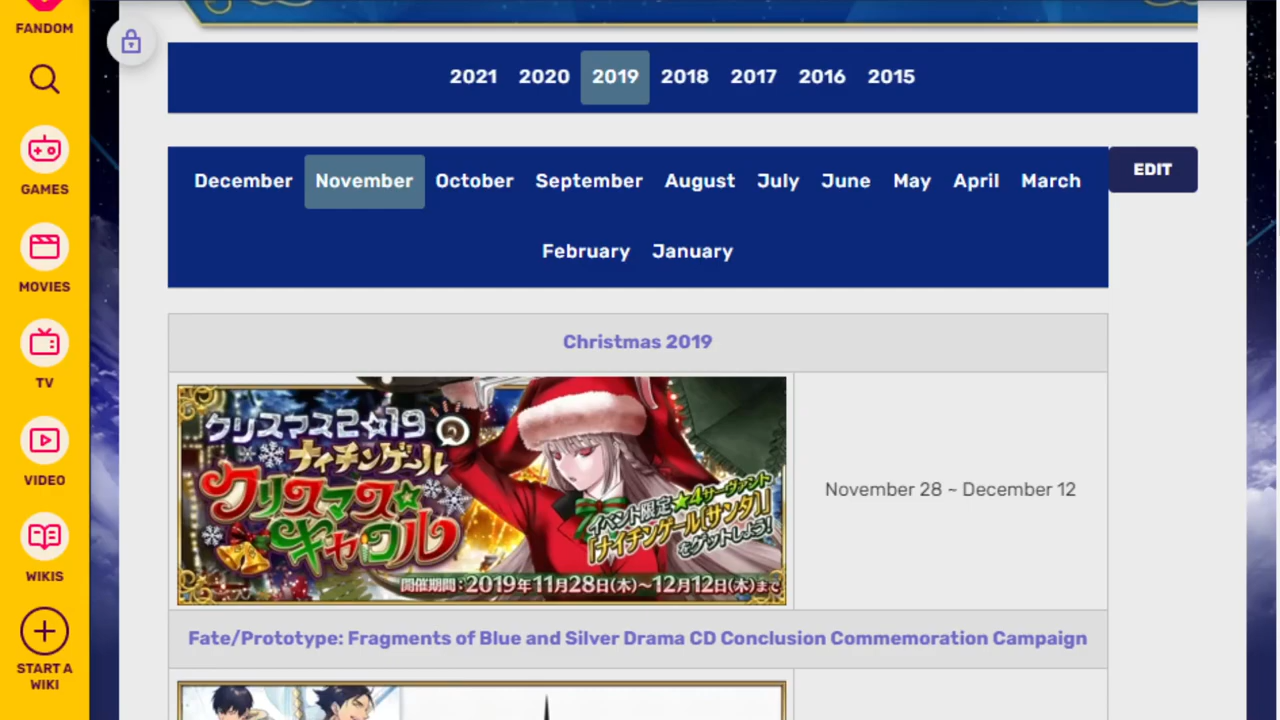 FANDOM
GAMES
MOVIES
TV
VIDEO
WIKIS
START A
WIKI
2021 2020 2019 2018 2017 2016 2015
December November October September August July June May April March
February January
EDIT
Christmas 2019
クリスマス2☆19
ナイチンゲールの
クリスマス☆
キャロル
イベント限定★4サーヴァント
「ナイチンゲール〔サンタ〕」
をゲットしよう!
開催期間:2019年11月28日(木)~12月12日(木)まで
November 28 ~ December 12
Fate/Prototype: Fragments of Blue and Silver Drama CD Conclusion Commemoration Campaign